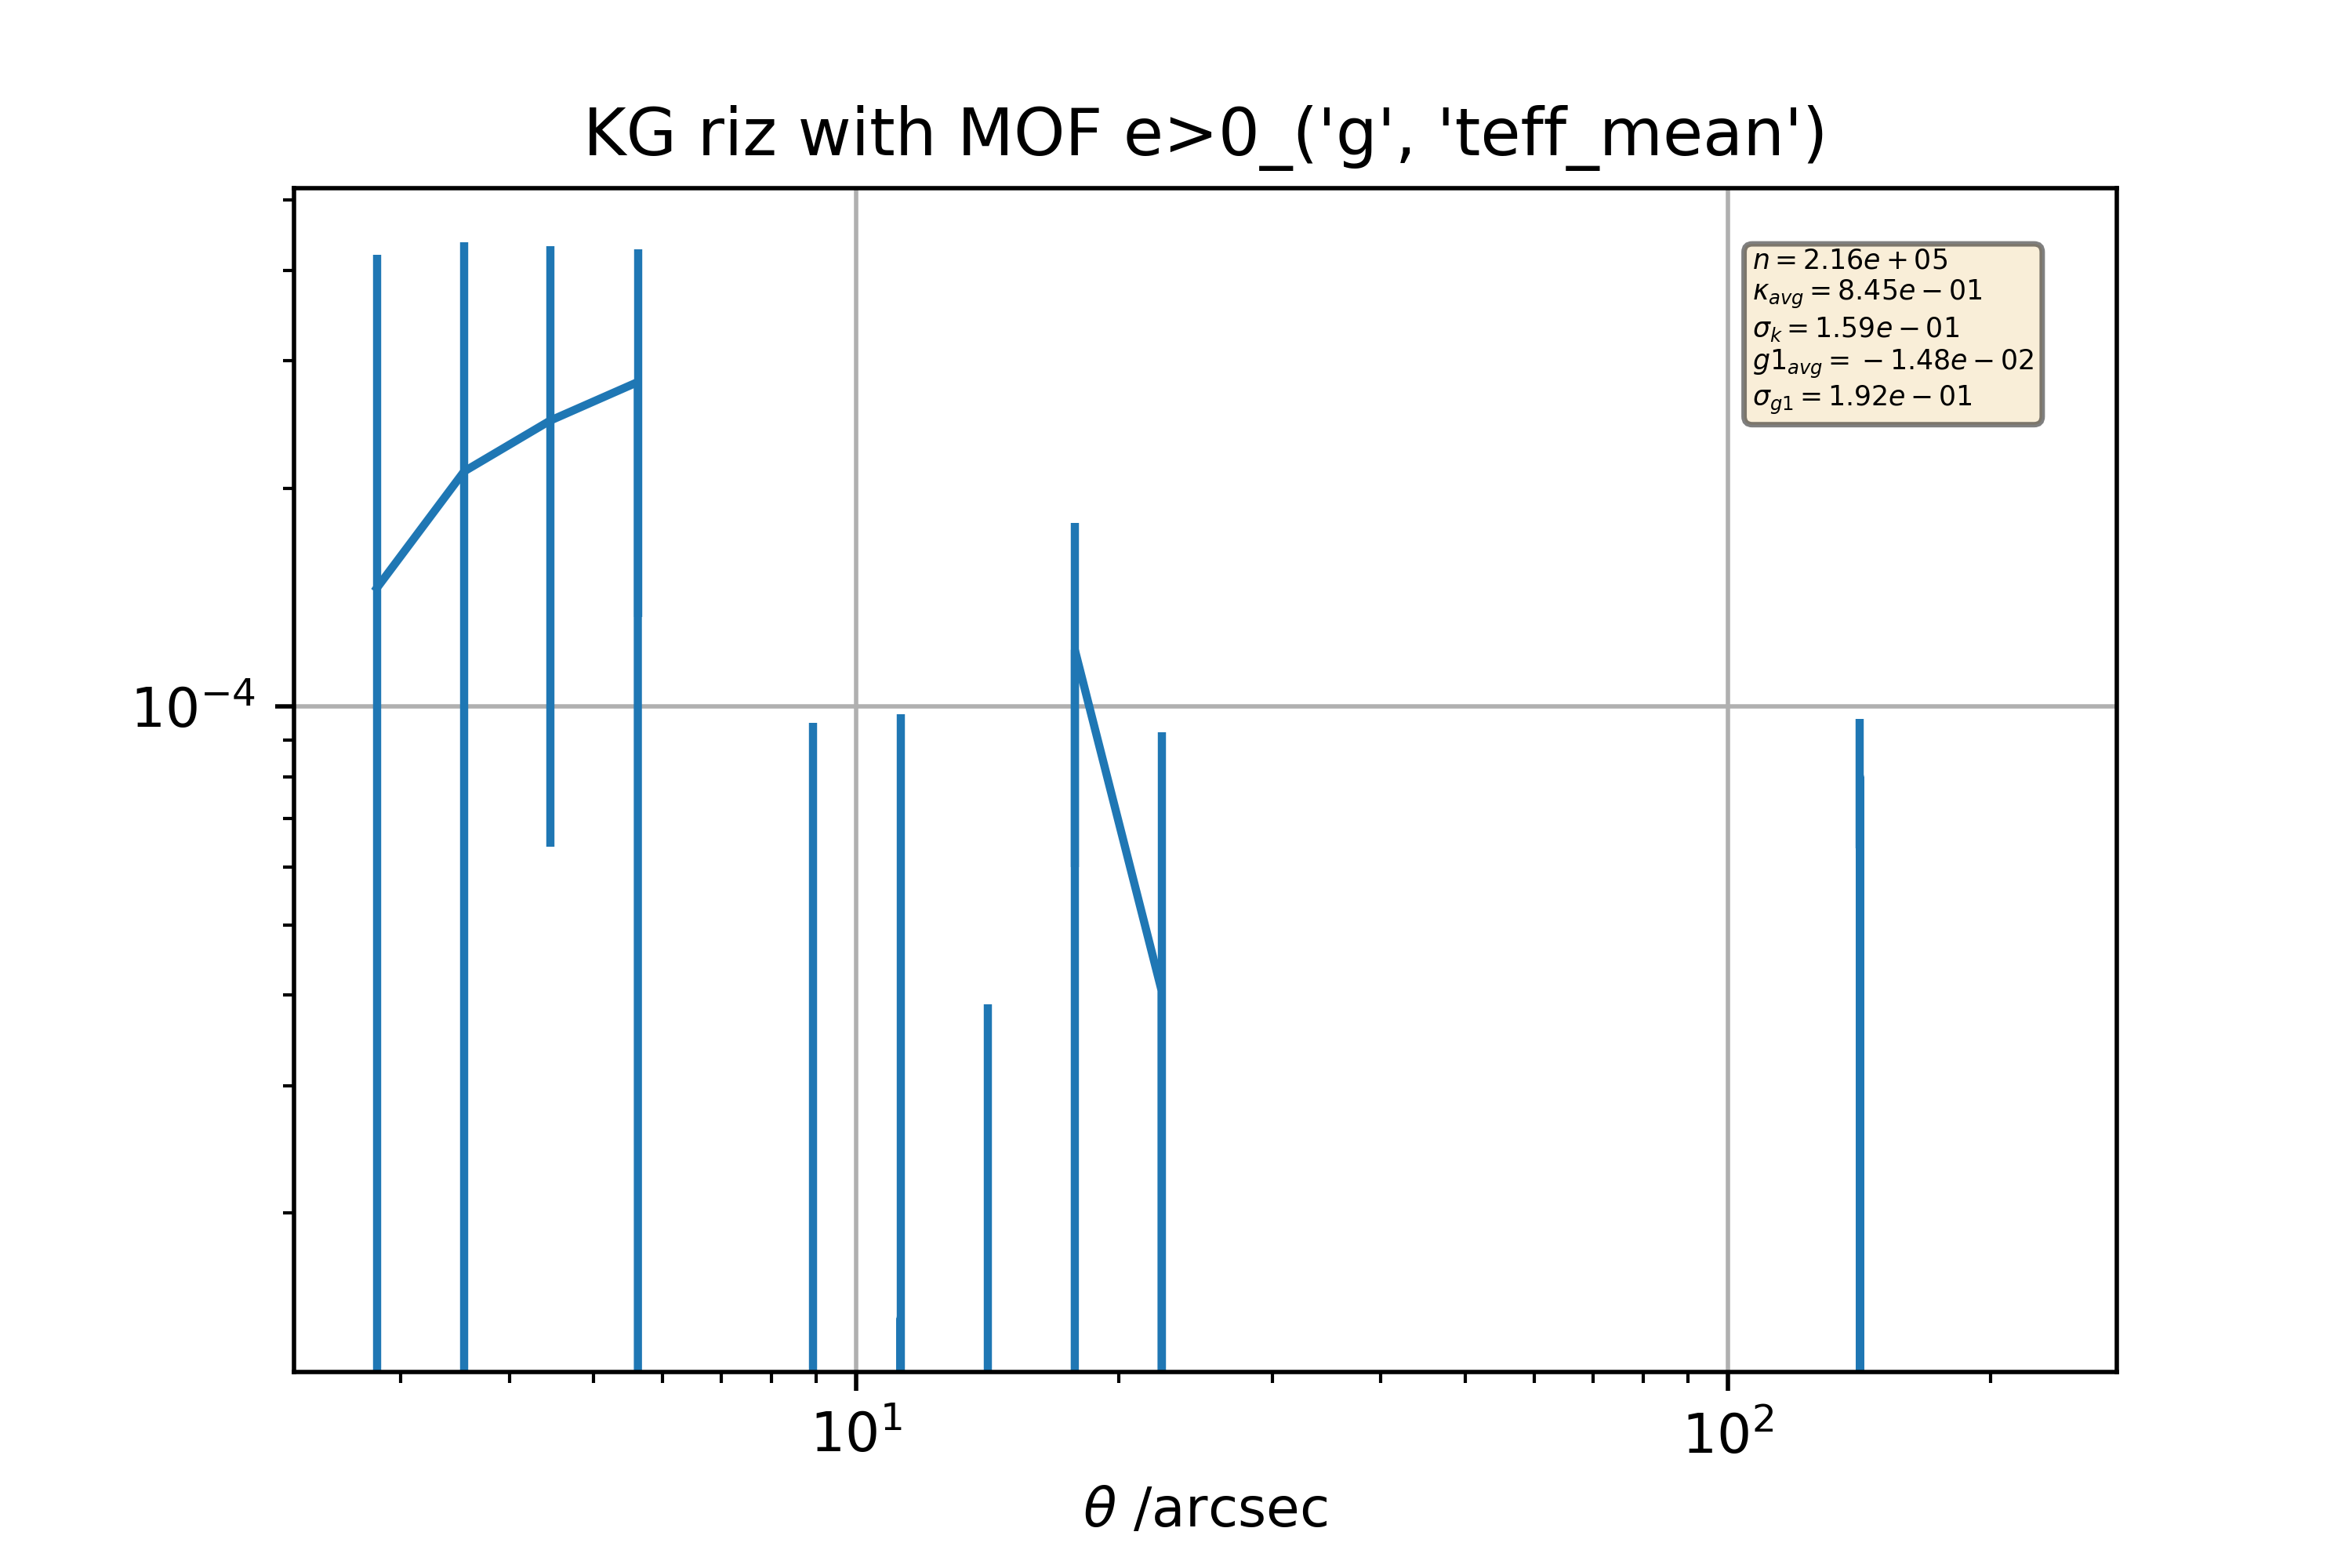 KG riz with MOF e>0_('g', 'teff_mean')
n = 2.16e + 05
κ_avg = 8.45e − 01
σ_k = 1.59e − 01
g1_avg = − 1.48e − 02
σ_g1 = 1.92e − 01
10⁻⁴
10¹ 10²
θ /arcsec